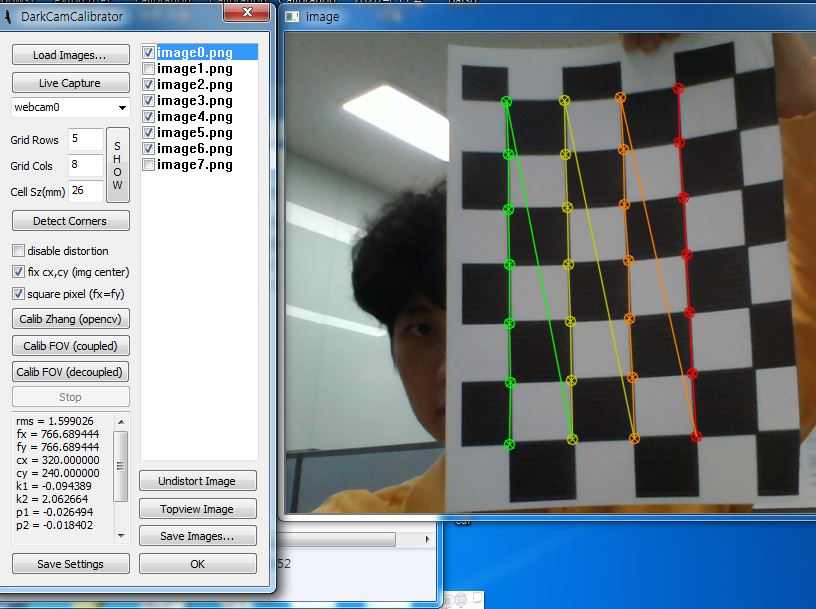 DarkCamCalibrator
image
Load Images...
Live Capture
webcam0
Grid Rows 5
Grid Cols 8
Cell Sz(mm) 26
SHOW
Detect Corners
disable distortion
fix cx,cy (img center)
square pixel (fx=fy)
Calib Zhang (opencv)
Calib FOV (coupled)
Calib FOV (decoupled)
Stop
rms = 1.599026
fx = 766.689444
fy = 766.689444
cx = 320.000000
cy = 240.000000
k1 = -0.094389
k2 = 2.062664
p1 = -0.026494
p2 = -0.018402
Save Settings
image0.png
image1.png
image2.png
image3.png
image4.png
image5.png
image6.png
image7.png
Undistort Image
Topview Image
Save Images...
OK
52